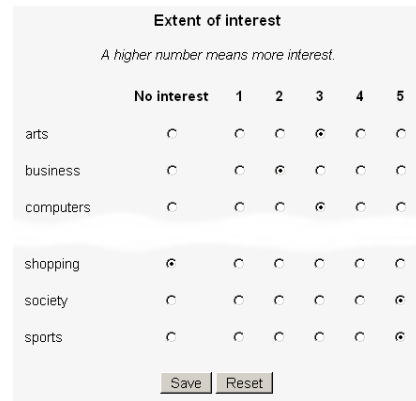 Extent of interest
A higher number means more interest.
No interest 1 2 3 4 5
arts
business
computers
shopping
society
sports
Save Reset